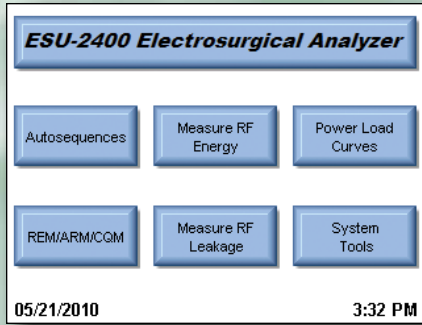 ESU-2400 Electrosurgical Analyzer
Autosequences
Measure RF
Energy
Power Load
Curves
REM/ARM/CQM
Measure RF
Leakage
System
Tools
05/21/2010
3:32 PM